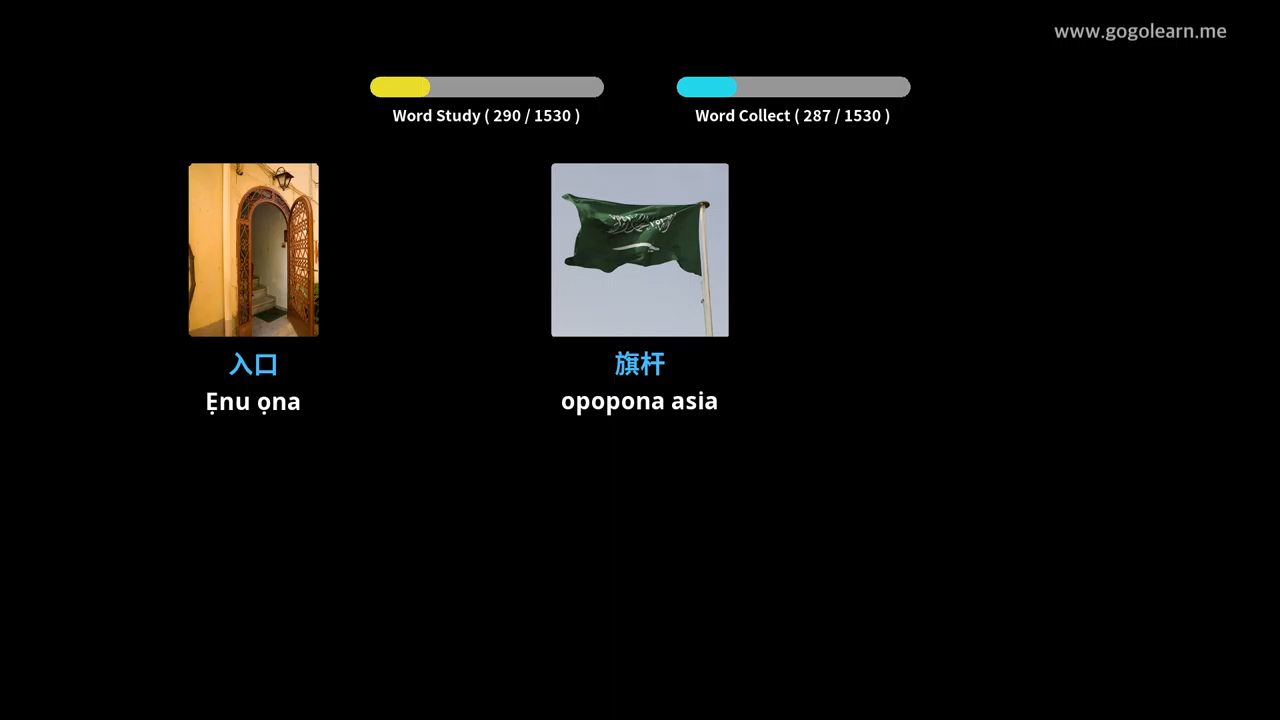 www.gogolearn.me
Word Study ( 290 / 1530 )
Word Collect ( 287 / 1530 )
入口
Ẹnu ọna
旗杆
opopona asia